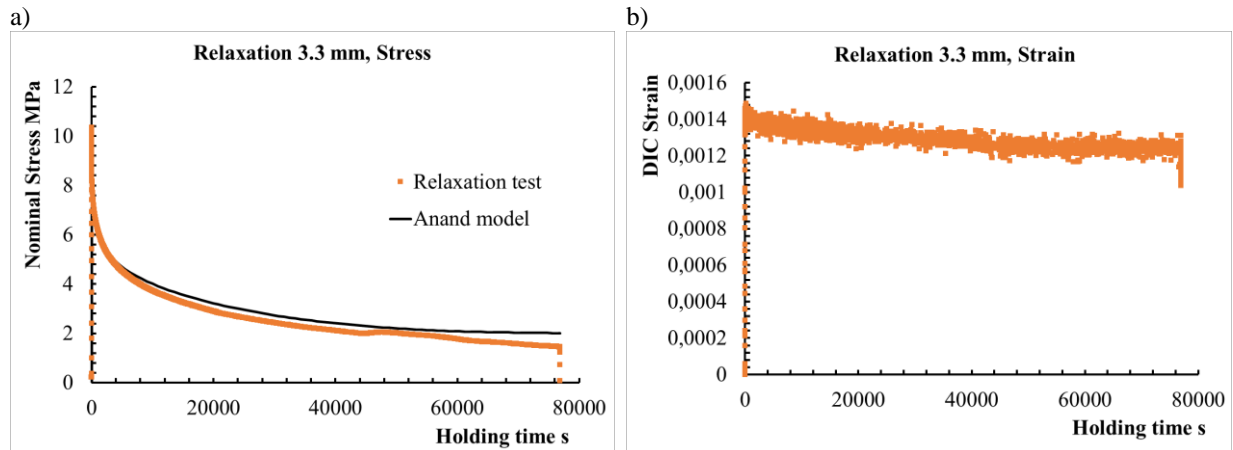 a)
Relaxation 3.3 mm, Stress
Nominal Stress MPa
12
10
8
6
4
2
0
0 20000 40000 60000 80000
Holding time s
Relaxation test
Anand model
b)
Relaxation 3.3 mm, Strain
DIC Strain
0,0016
0,0014
0,0012
0,001
0,0008
0,0006
0,0004
0,0002
0
0 20000 40000 60000 80000
Holding time s